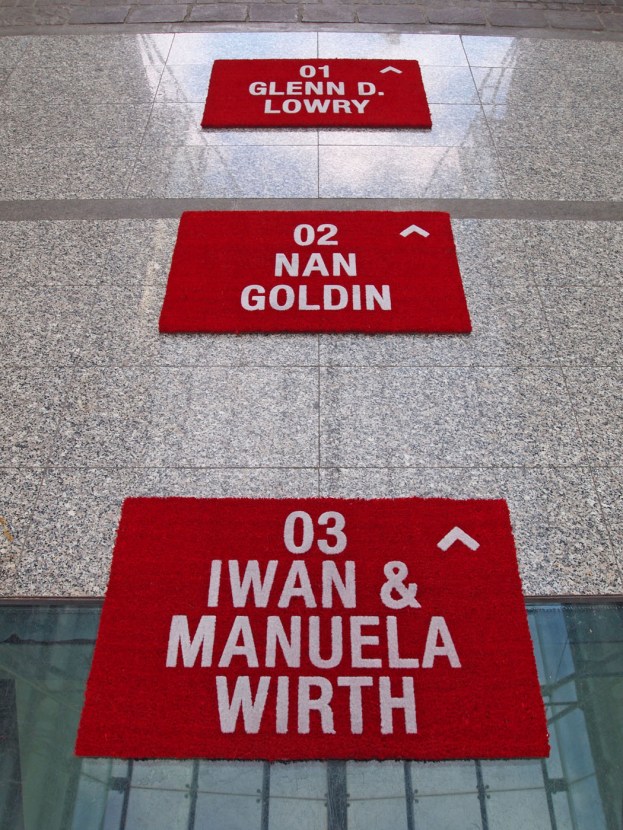 01
GLENN D.
LOWRY
02
NAN
GOLDIN
03
IWAN &
MANUELA
WIRTH